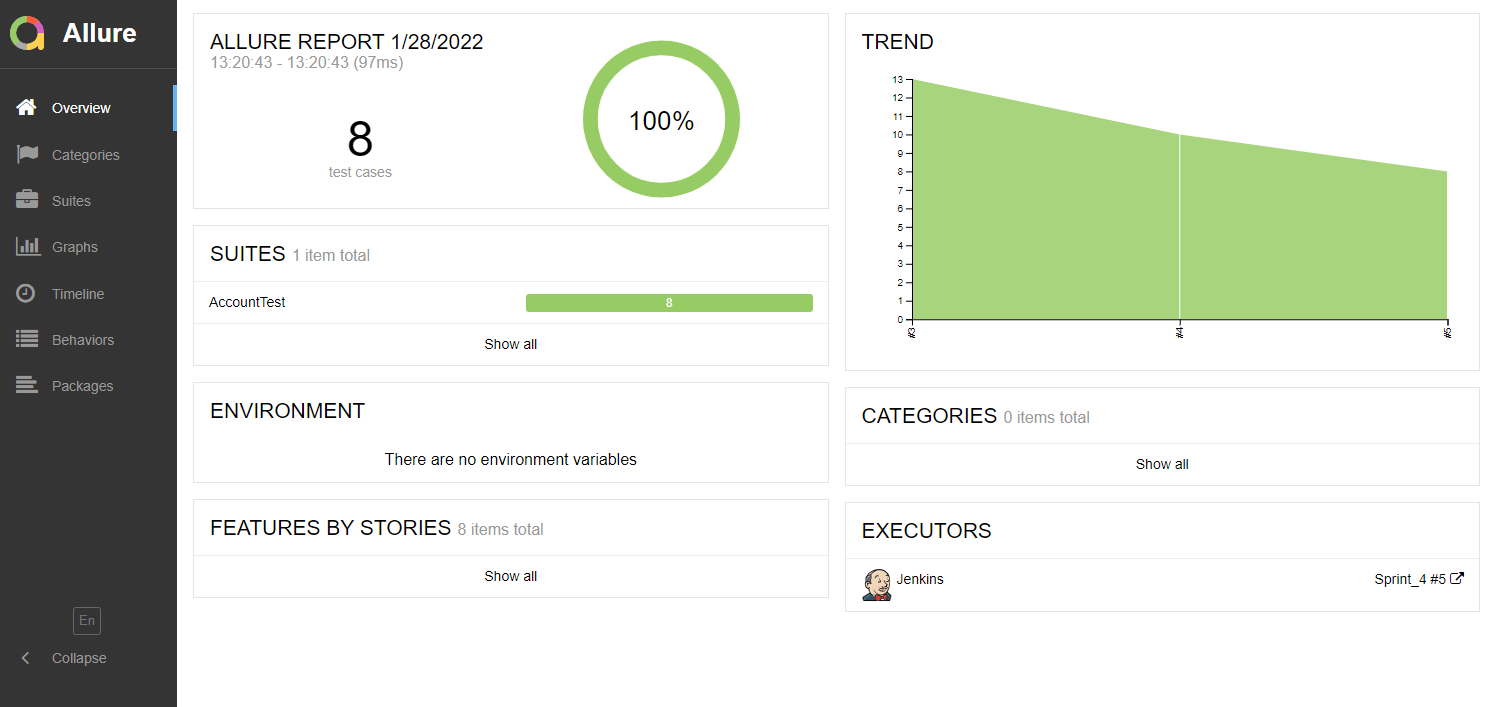 Allure
Overview
Categories
Suites
Graphs
Timeline
Behaviors
Packages
En
Collapse
ALLURE REPORT 1/28/2022
13:20:43 - 13:20:43 (97ms)
8
test cases
100%
SUITES 1 item total
AccountTest 8
Show all
ENVIRONMENT
There are no environment variables
FEATURES BY STORIES 8 items total
Show all
TREND
13
12
11
10
9
8
7
6
5
4
3
2
1
0
#3 #4 #5
CATEGORIES 0 items total
Show all
EXECUTORS
Jenkins Sprint_4 #5